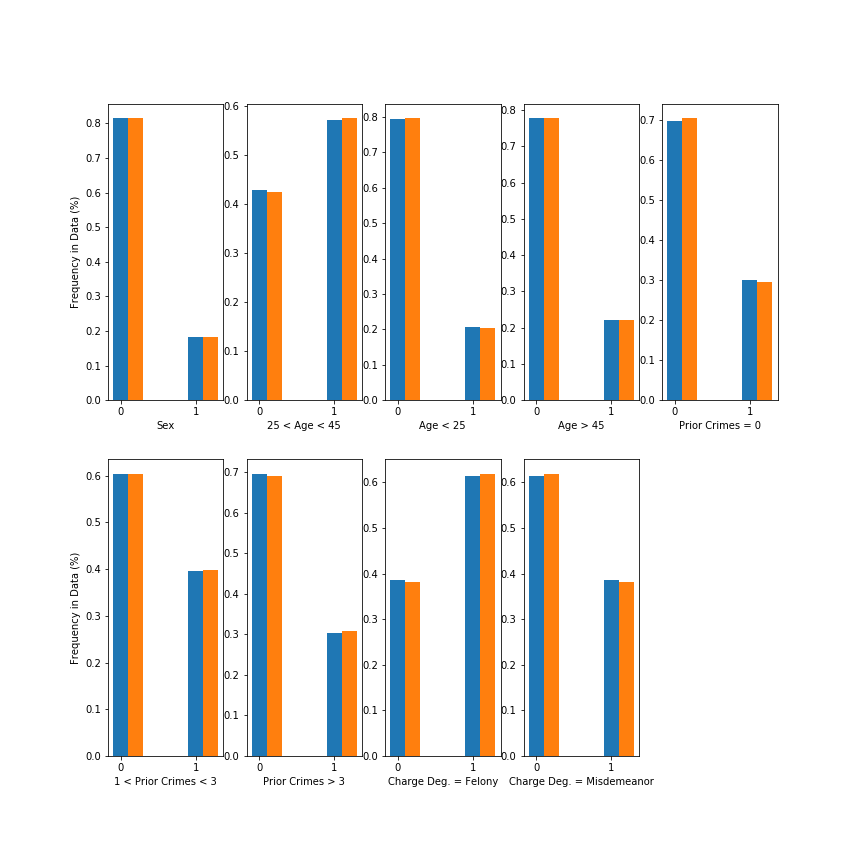 Frequency in Data (%)
0.0 0.1 0.2 0.3 0.4 0.5 0.6 0.7 0.8
0 1
Sex
0.0 0.1 0.2 0.3 0.4 0.5 0.6
0 1
25 < Age < 45
0.0 0.1 0.2 0.3 0.4 0.5 0.6 0.7 0.8
0 1
Age < 25
0.0 0.1 0.2 0.3 0.4 0.5 0.6 0.7 0.8
0 1
Age > 45
0.0 0.1 0.2 0.3 0.4 0.5 0.6 0.7
0 1
Prior Crimes = 0
Frequency in Data (%)
0.0 0.1 0.2 0.3 0.4 0.5 0.6
0 1
1 < Prior Crimes < 3
0.0 0.1 0.2 0.3 0.4 0.5 0.6 0.7
0 1
Prior Crimes > 3
0.0 0.1 0.2 0.3 0.4 0.5 0.6
0 1
Charge Deg. = Felony
0.0 0.1 0.2 0.3 0.4 0.5 0.6
0 1
Charge Deg. = Misdemeanor